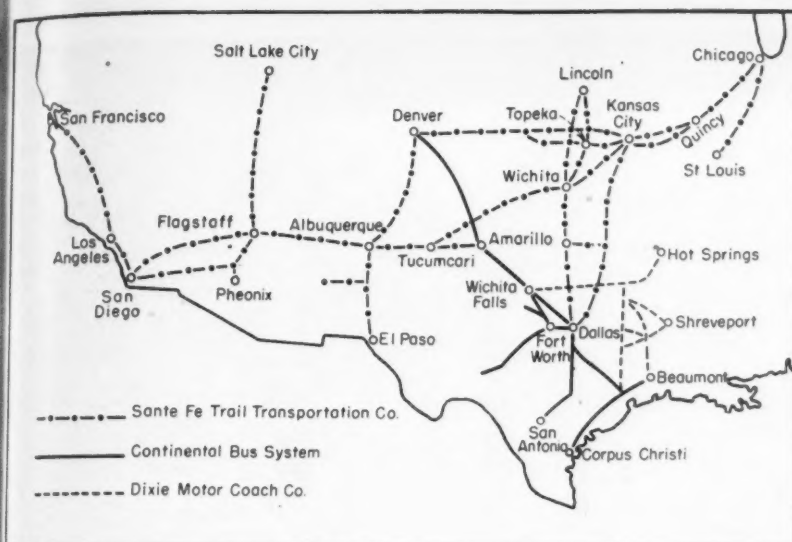 Salt Lake City
Chicago
Lincoln
San Francisco
Denver
Topeka
Kansas
City
Quincy
St Louis
Wichita
Flagstaff
Albuquerque
Los
Angeles
Tucumcari
Amarillo
Hot Springs
San
Diego
Pheonix
Wichita
Falls
Shreveport
El Paso
Fort
Worth
Dallas
Beaumont
Sante Fe Trail Transportation Co.
San
Antonio
Continental Bus System
Corpus Christi
Dixie Motor Coach Co.